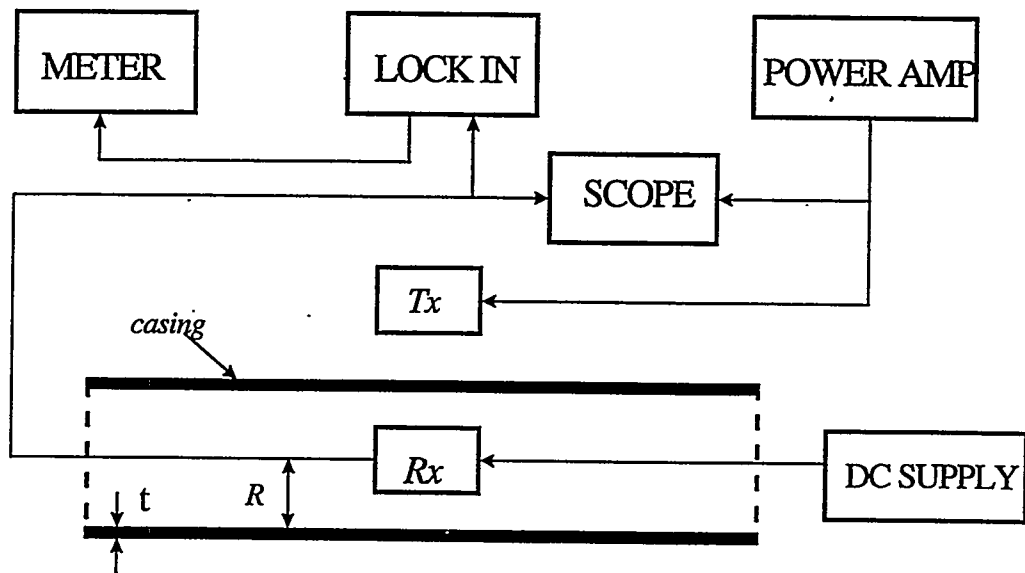 METER
LOCK IN
POWER AMP
SCOPE
Tx
casing
Rx
DC SUPPLY
R
t